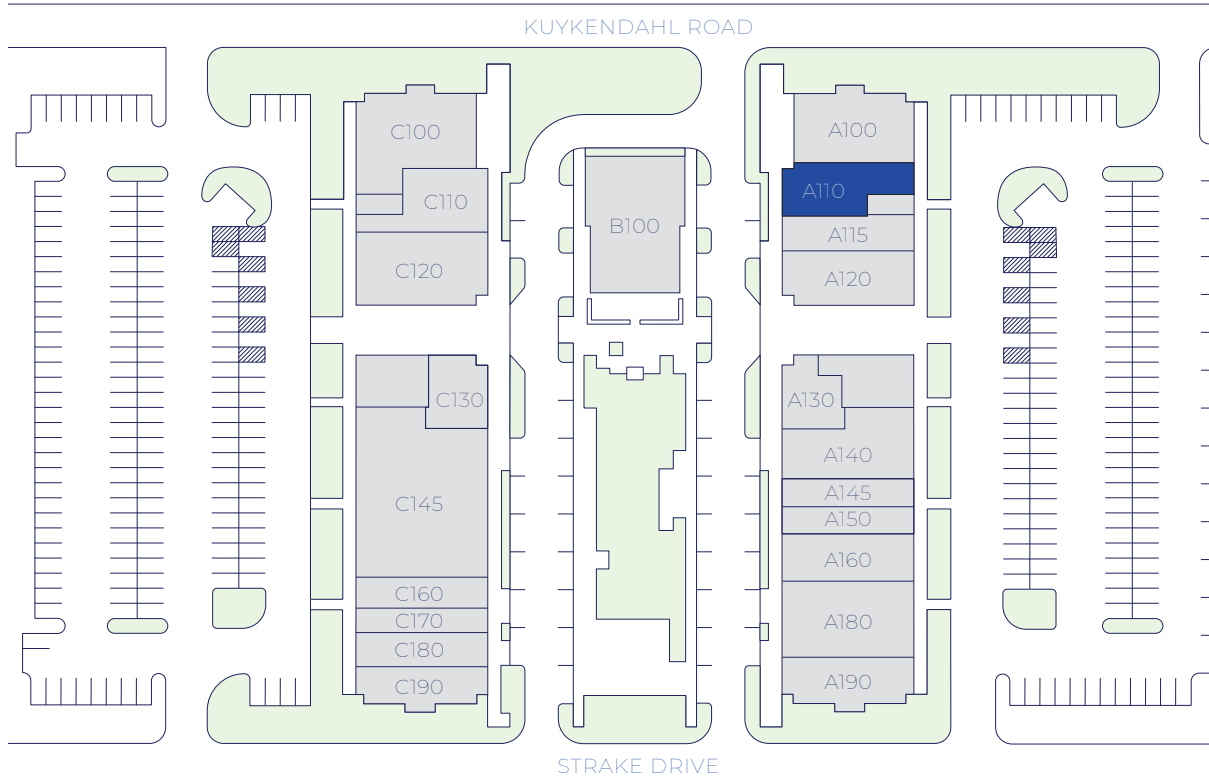 KUYKENDAHL ROAD
C100
C110
C120
C130
C145
C160
C170
C180
C190
B100
A100
A110
A115
A120
A130
A140
A145
A150
A160
A180
A190
STRAKE DRIVE